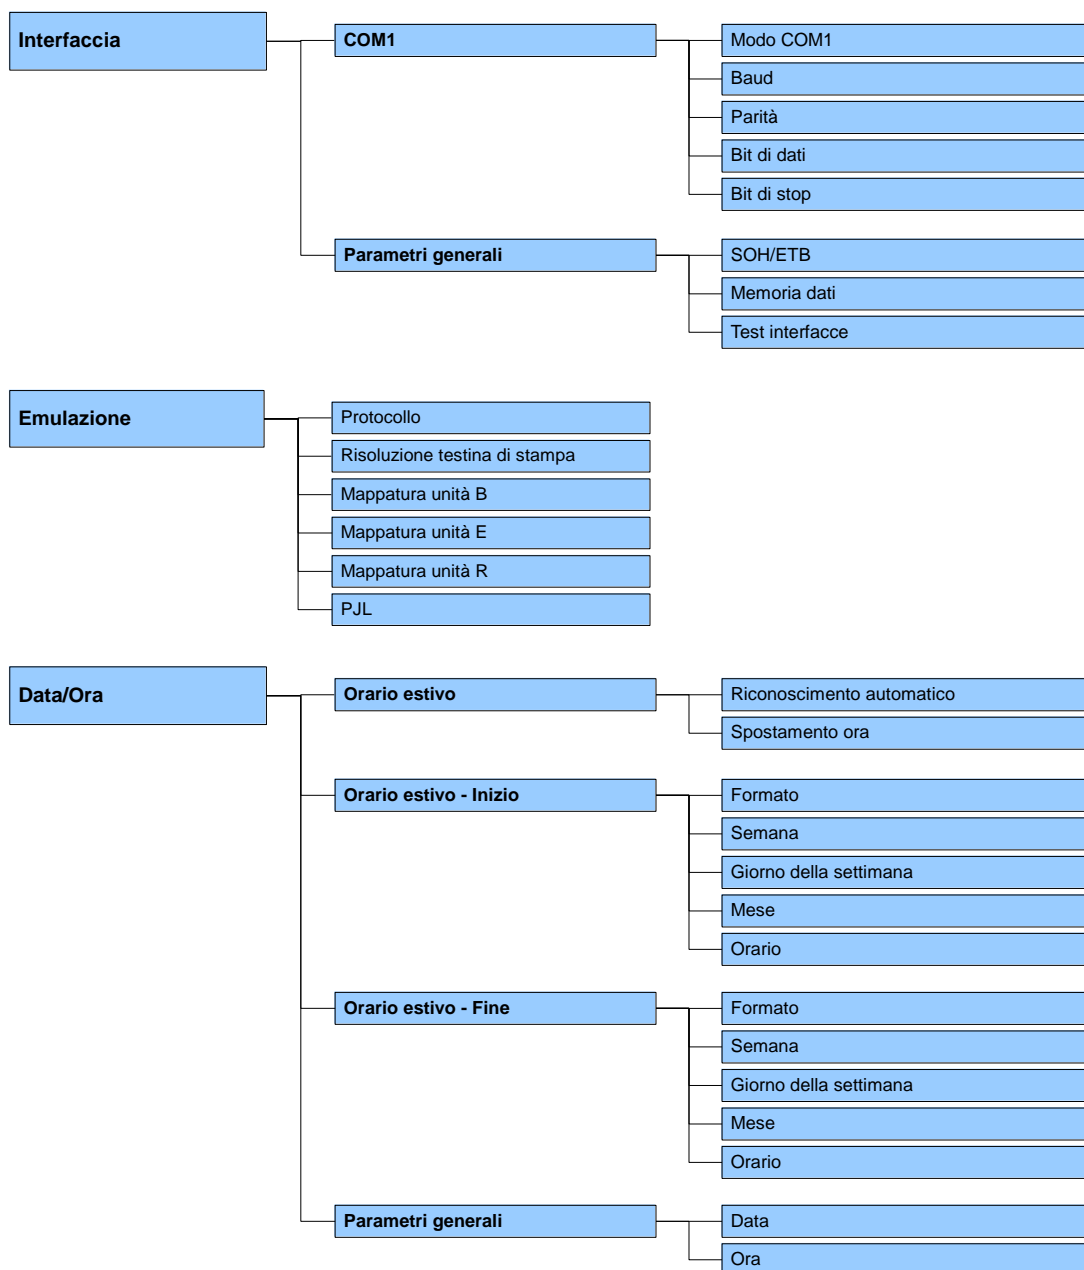 Interfaccia
COM1
Modo COM1
Baud
Parità
Bit di dati
Bit di stop
Parametri generali
SOH/ETB
Memoria dati
Test interfacce
Emulazione
Protocollo
Risoluzione testina di stampa
Mappatura unità B
Mappatura unità E
Mappatura unità R
PJL
Data/Ora
Orario estivo
Riconoscimento automatico
Spostamento ora
Orario estivo - Inizio
Formato
Semana
Giorno della settimana
Mese
Orario
Orario estivo - Fine
Formato
Semana
Giorno della settimana
Mese
Orario
Parametri generali
Data
Ora